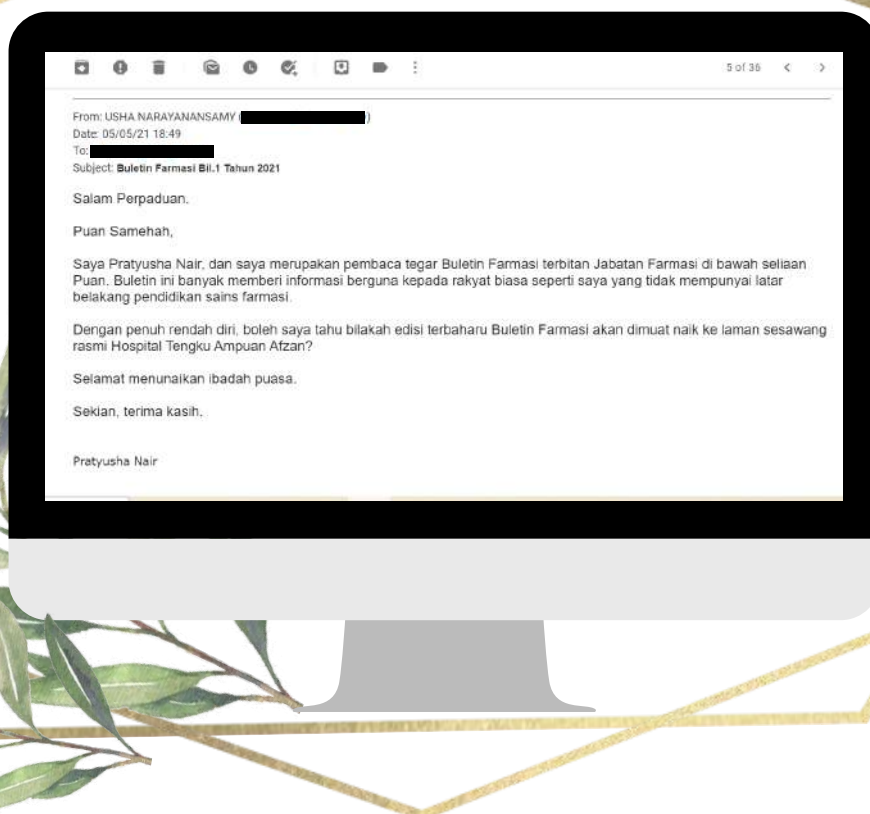 5 of 36
From: USHA NARAYANANSAMY ( )
Date: 05/05/21 18:49
To:
Subject: Buletin Farmasi Bil.1 Tahun 2021
Salam Perpaduan.
Puan Samehah,
Saya Pratyusha Nair, dan saya merupakan pembaca tegar Buletin Farmasi terbitan Jabatan Farmasi di bawah seliaan
Puan. Buletin ini banyak memberi informasi berguna kepada rakyat biasa seperti saya yang tidak mempunyai latar
belakang pendidikan sains farmasi.
Dengan penuh rendah diri, boleh saya tahu bilakah edisi terbaharu Buletin Farmasi akan dimuat naik ke laman sesawang
rasmi Hospital Tengku Ampuan Afzan?
Selamat menunaikan ibadah puasa.
Sekian, terima kasih.
Pratyusha Nair